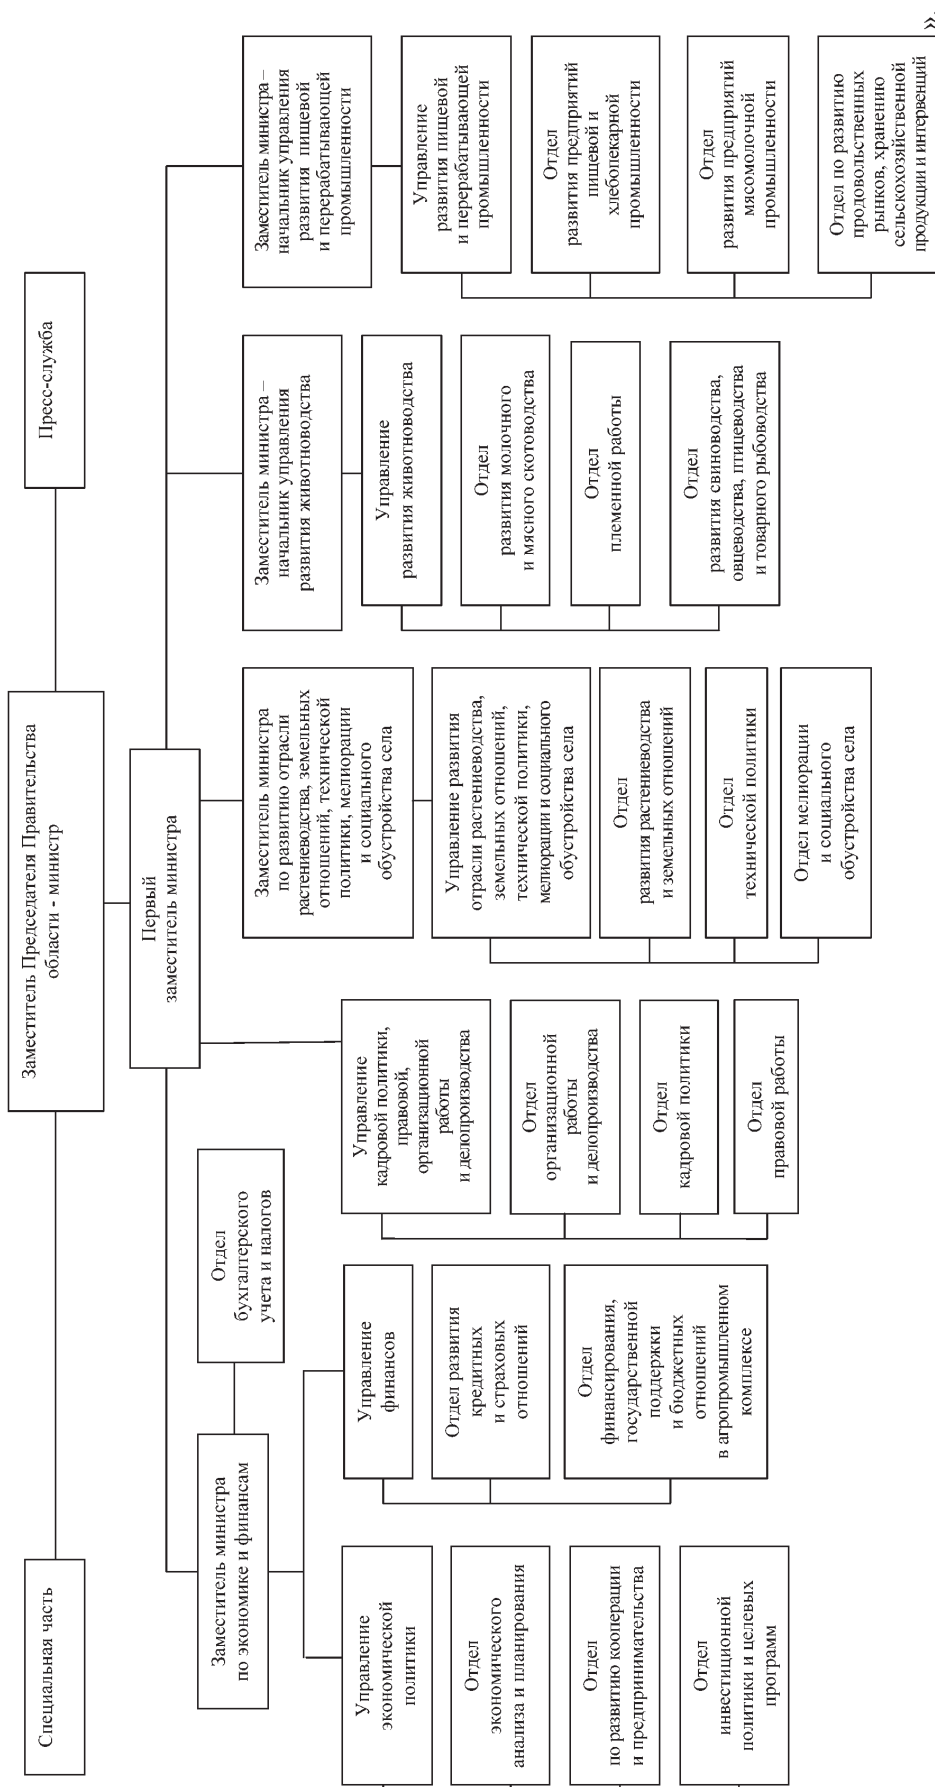 Специальная часть
Заместитель Председателя Правительства
области - министр
Пресс-служба
Первый
заместитель министра
Заместитель министра
по экономике и финансам
Отдел
бухгалтерского
учета и налогов
Управление
экономической
политики
Отдел
экономического
анализа и планирования
Отдел
по развитию кооперации
и предпринимательства
Отдел
инвестиционной
политики и целевых
программ
Управление
финансов
Отдел развития
кредитных
и страховых
отношений
Отдел
финансирования,
государственной
поддержки
и бюджетных
отношений
в агропромышленном
комплексе
Управление
кадровой политики,
правовой,
организационной
работы
и делопроизводства
Отдел
организационной
работы
и делопроизводства
Отдел
кадровой политики
Отдел
правовой работы
Заместитель министра
по развитию отрасли
растениеводства, земельных
отношений, технической
политики, мелиорации
и социального
обустройства села
Управление развития
отрасли растениеводства,
земельных отношений,
технической политики,
мелиорации и социального
обустройства села
Отдел
развития растениеводства
и земельных отношений
Отдел
технической политики
Отдел мелиорации
и социального
обустройства села
Заместитель министра –
начальник управления
развития животноводства
Управление
развития животноводства
Отдел
развития молочного
и мясного скотоводства
Отдел
племенной работы
Отдел
развития свиноводства,
овцеводства, птицеводства
и товарного рыбоводства
Заместитель министра –
начальник управления
развития пищевой
и перерабатывающей
промышленности
Управление
развития пищевой
и перерабатывающей
промышленности
Отдел
развития предприятий
пищевой и
хлебопекарной
промышленности
Отдел
развития предприятий
мясомолочной
промышленности
Отдел по развитию
продовольственных
рынков, хранению
сельскохозяйственной
продукции и интервенций
».